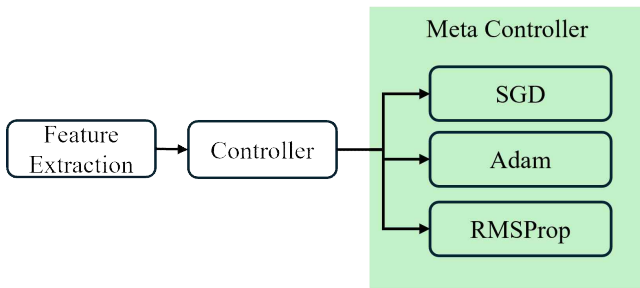 Meta Controller
SGD
Feature
Extraction
Controller
Adam
RMSProp